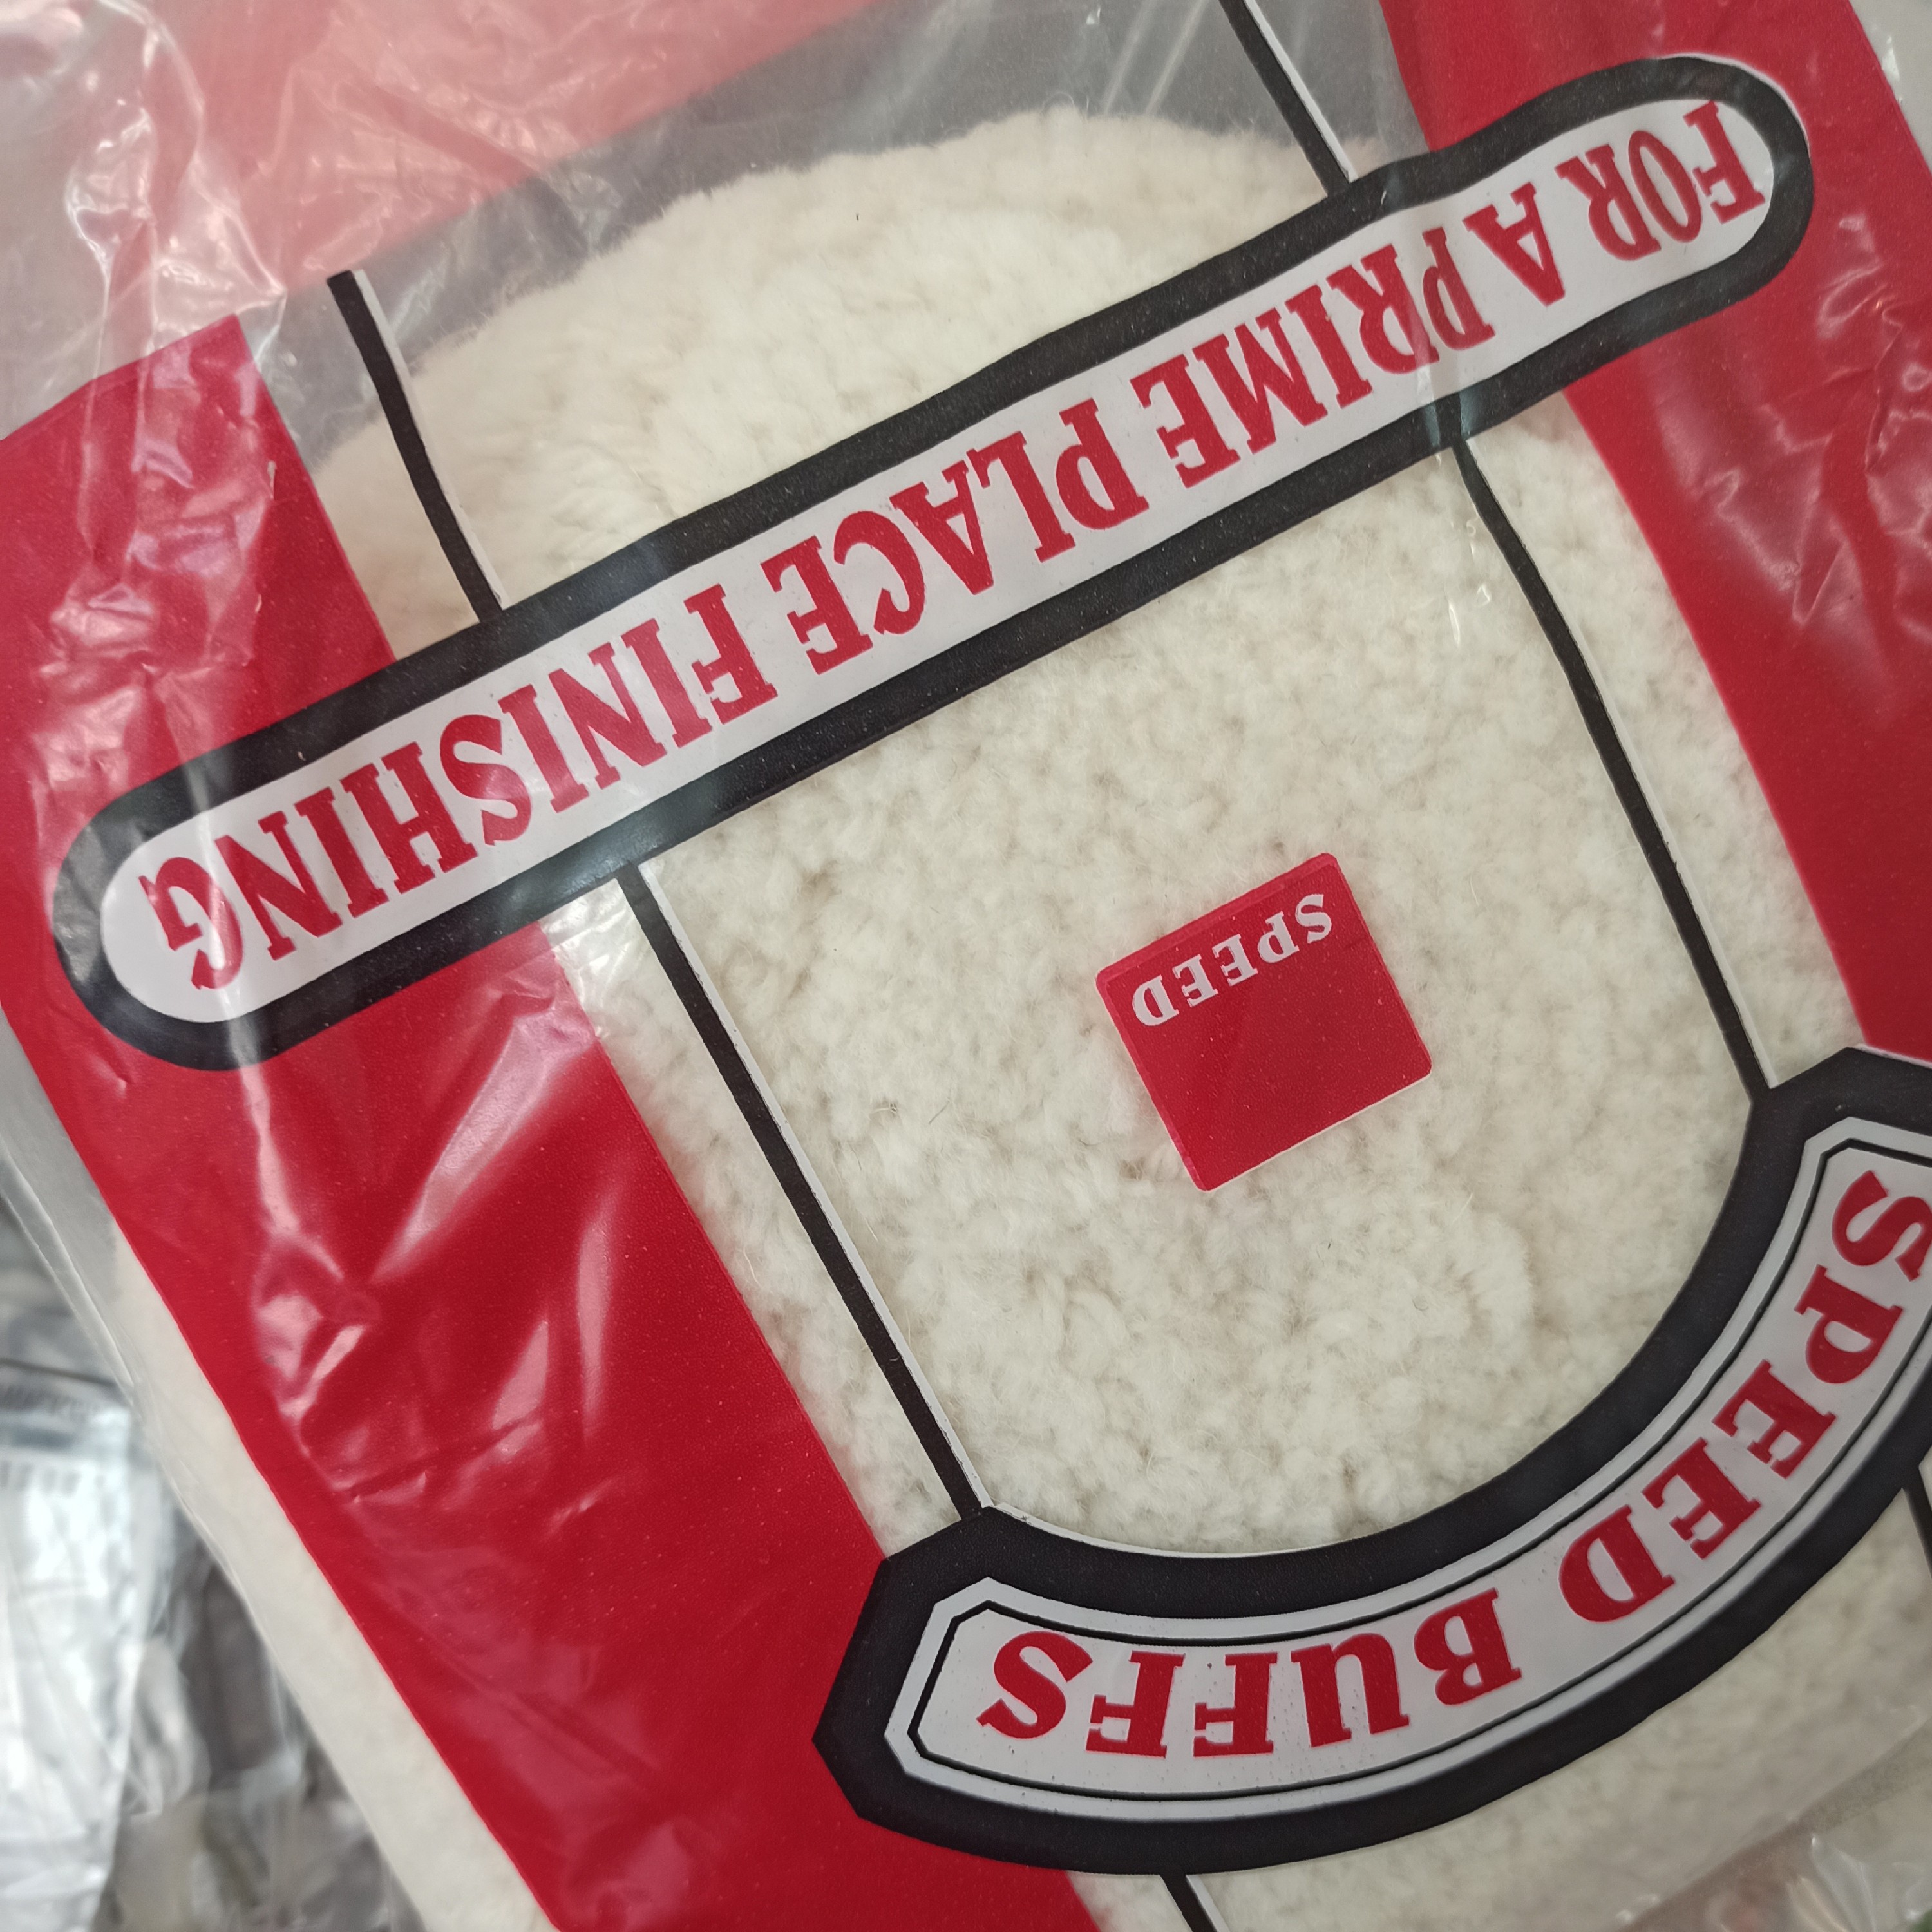 SPEED BUFFS
SPEED
FOR A PRIME PLACE FINISHING